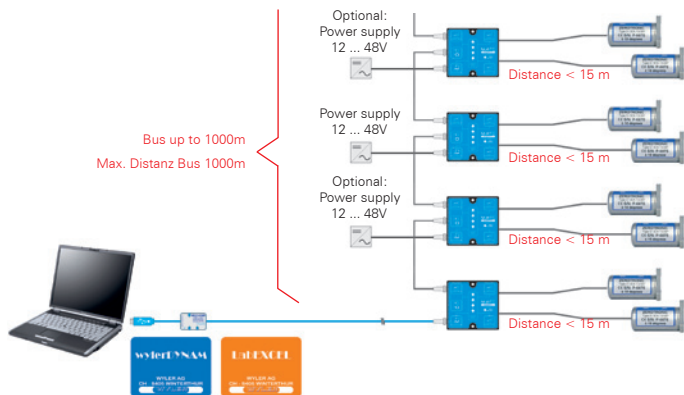 Optional:
Power supply
12 ... 48V
Distance < 15 m
Power supply
12 ... 48V
Distance < 15 m
Bus up to 1000m
Max. Distanz Bus 1000m
Optional:
Power supply
12 ... 48V
Distance < 15 m
Distance < 15 m
wylerDYNAM
WYLER AG
CH 8405 WINTERTHUR
LabEXCEL
WYLER AG
CH 8405 WINTERTHUR